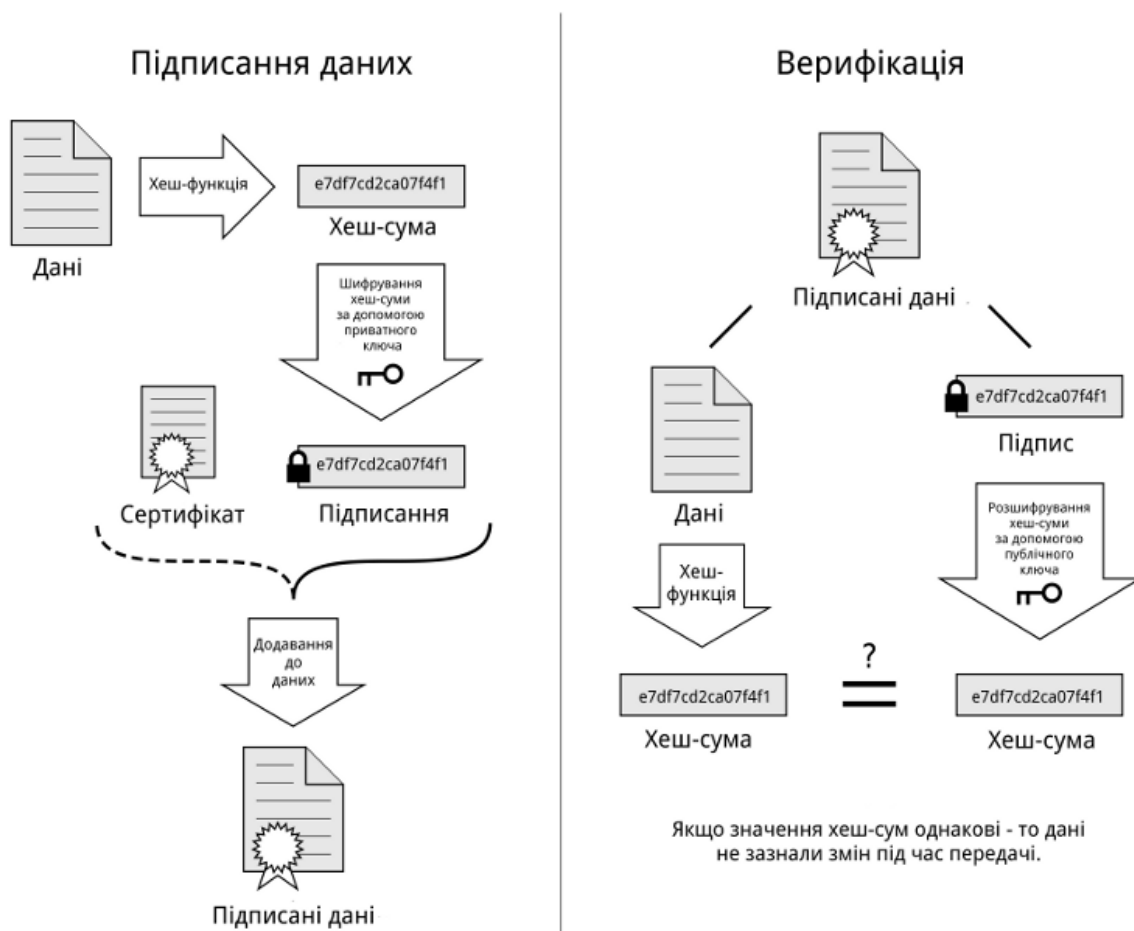 Підписання даних
Дані
Хеш-функція
e7df7cd2ca07f4f1
Хеш-сума
Шифрування
хеш-суми
за допомогою
приватного
ключа
Сертифікат
e7df7cd2ca07f4f1
Підписання
Додавання
до
даних
Підписані дані
Верифікація
Підписані дані
Дані
e7df7cd2ca07f4f1
Підпис
Хеш-
функція
Розшифрування
хеш-суми
за допомогою
публічного
ключа
e7df7cd2ca07f4f1
Хеш-сума
?
=
e7df7cd2ca07f4f1
Хеш-сума
Якщо значення хеш-сум однакові - то дані
не зазнали змін під час передачі.